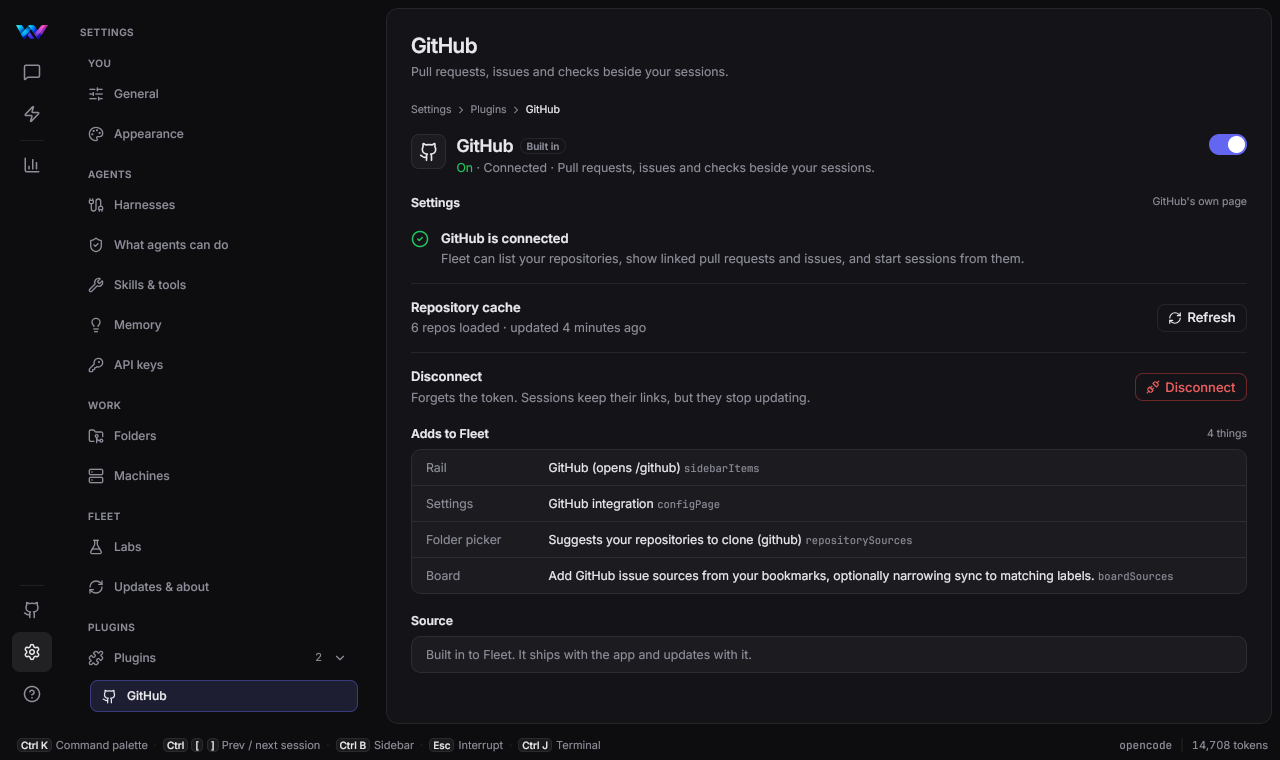 SETTINGS
YOU
General
Appearance
AGENTS
Harnesses
What agents can do
Skills & tools
Memory
API keys
WORK
Folders
Machines
FLEET
Labs
Updates & about
PLUGINS
Plugins 2
GitHub
GitHub
Pull requests, issues and checks beside your sessions.
Settings > Plugins > GitHub
GitHub Built in
On · Connected · Pull requests, issues and checks beside your sessions.
Settings GitHub's own page
GitHub is connected
Fleet can list your repositories, show linked pull requests and issues, and start sessions from them.
Repository cache
6 repos loaded · updated 4 minutes ago
Refresh
Disconnect
Forgets the token. Sessions keep their links, but they stop updating.
Disconnect
Adds to Fleet 4 things
Rail GitHub (opens /github) sidebarItems
Settings GitHub integration configPage
Folder picker Suggests your repositories to clone (github) repositorySources
Board Add GitHub issue sources from your bookmarks, optionally narrowing sync to matching labels. boardSources
Source
Built in to Fleet. It ships with the app and updates with it.
Ctrl K Command palette · Ctrl [ ] Prev / next session · Ctrl B Sidebar · Esc Interrupt · Ctrl J Terminal opencode 14,708 tokens